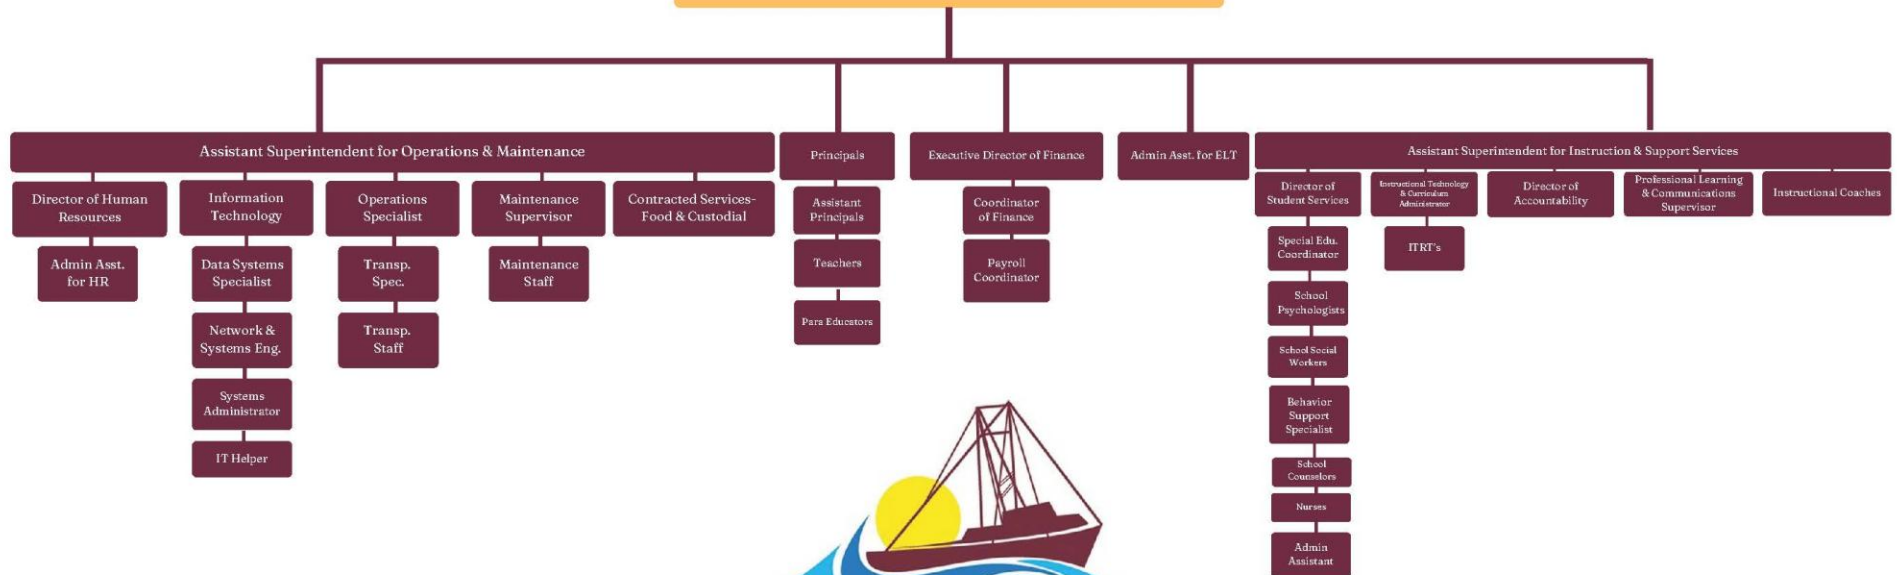 Assistant Superintendent for Operations & Maintenance
Director of Human
Resources
Admin Asst.
for HR
Information
Technology
Data Systems
Specialist
Network &
Systems Eng.
Systems
Administrator
IT Helper
Operations
Specialist
Transp.
Spec.
Transp.
Staff
Maintenance
Supervisor
Maintenance
Staff
Contracted Services-
Food & Custodial
Principals
Assistant
Principals
Teachers
Para Educators
Executive Director of Finance
Coordinator
of Finance
Payroll
Coordinator
Admin Asst. for ELT
Assistant Superintendent for Instruction & Support Services
Director of
Student Services
Special Edu.
Coordinator
School
Psychologists
School Social
Workers
Behavior
Support
Specialist
School
Counselors
Nurses
Admin
Assistant
Instructional Technology
& Curriculum
Administrator
ITRT's
Director of
Accountability
Professional Learning
& Communications
Supervisor
Instructional Coaches